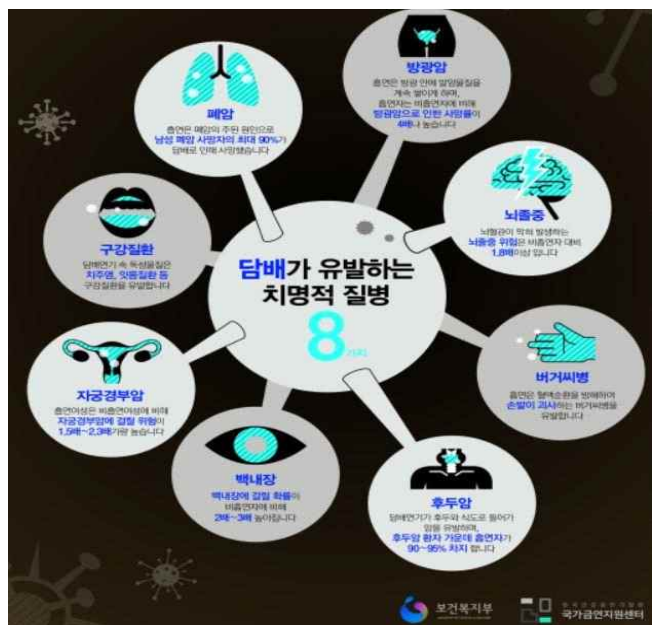 담배가 유발하는
치명적 질병
8가지
방광암
흡연은 방광 안에 발암물질을
계속 쌓이게 하며,
흡연자는 비흡연자에 비해
방광암으로 인한 사망률이
4배나 높습니다
뇌졸중
뇌혈관이 막혀 발생하는
뇌졸중 위험은 비흡연자 대비
1.8배이상 입니다
버거씨병
흡연은 혈액순환을 방해하여
손발이 괴사하는 버거씨병을
유발합니다
후두암
담배연기가 후두와 식도로 들어가
암을 유발하며,
후두암 환자 가운데 흡연자가
90~95% 차지 합니다
백내장
백내장에 걸릴 확률이
비흡연자에 비해
2배~3배 높아집니다
자궁경부암
흡연여성은 비흡연여성에 비해
자궁경부암에 걸릴 위험이
1.5배~2.3배가량 높습니다
구강질환
담배연기 속 독성물질은
치주염, 잇몸질환 등
구강질환을 유발합니다
폐암
흡연은 폐암의 주된 원인으로
남성 폐암 사망자의 최대 90%가
담배로 인해 사망했습니다
보건복지부
국가금연지원센터